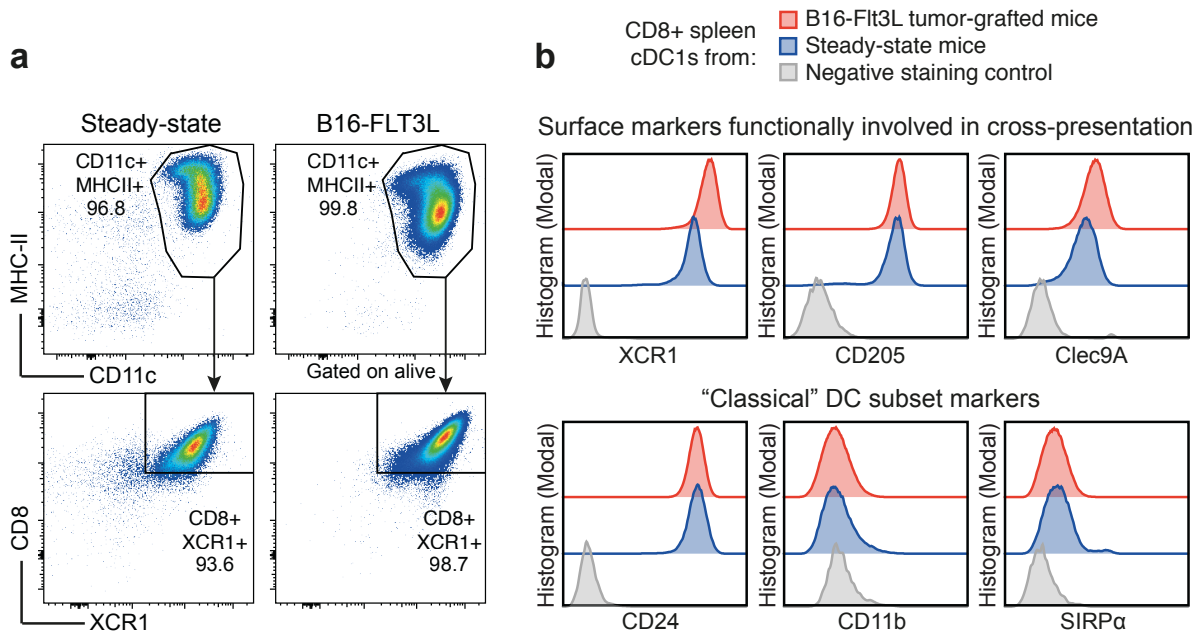 a
Steady-state
B16-FLT3L
CD11c+
MHCII+
96.8
CD11c+
MHCII+
99.8
MHC-II
CD11c
Gated on alive
CD8+
XCR1+
93.6
CD8+
XCR1+
98.7
CD8
XCR1
b
CD8+ spleen
cDC1s from:
B16-Flt3L tumor-grafted mice
Steady-state mice
Negative staining control
Surface markers functionally involved in cross-presentation
Histogram (Modal)
XCR1
Histogram (Modal)
CD205
Histogram (Modal)
Clec9A
“Classical” DC subset markers
Histogram (Modal)
CD24
Histogram (Modal)
CD11b
Histogram (Modal)
SIRPα